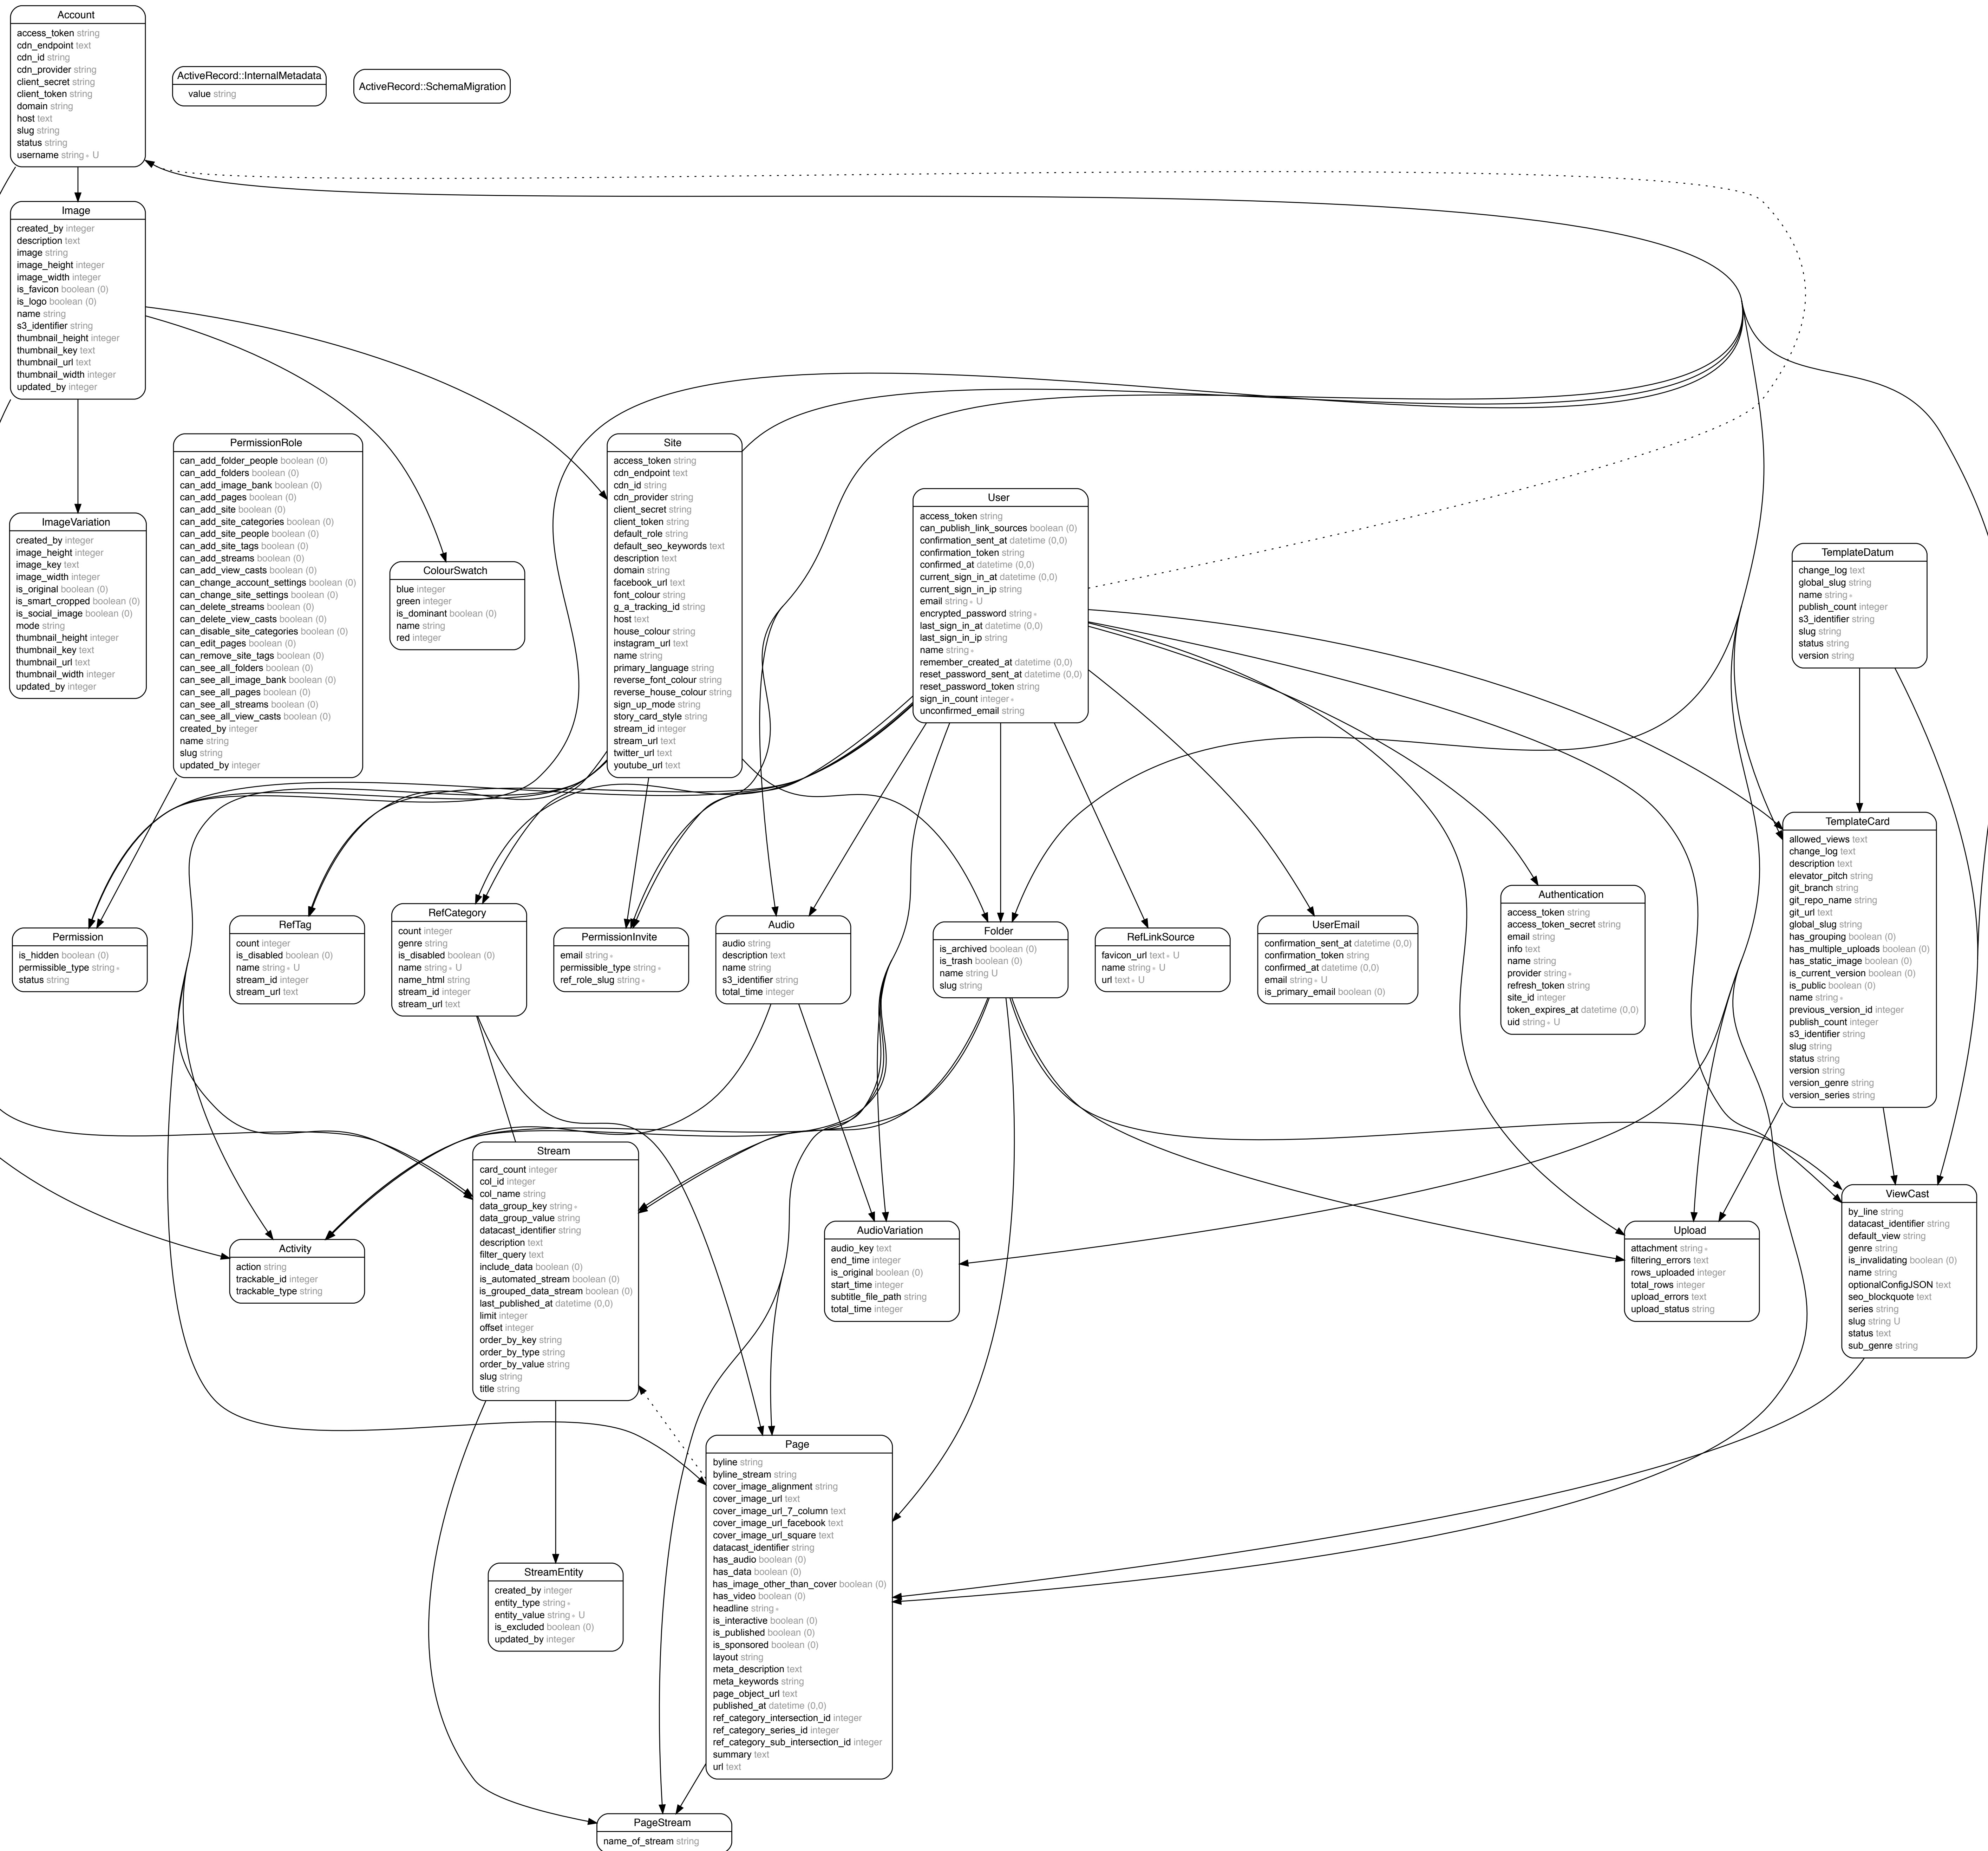 Account
access_token string
cdn_endpoint text
cdn_id string
cdn_provider string
client_secret string
client_token string
domain string
host text
slug string
status string
username string ∗ U
ActiveRecord::InternalMetadata
value string
ActiveRecord::SchemaMigration
Image
created_by integer
description text
image string
image_height integer
image_width integer
is_favicon boolean (0)
is_logo boolean (0)
name string
s3_identifier string
thumbnail_height integer
thumbnail_key text
thumbnail_url text
thumbnail_width integer
updated_by integer
PermissionRole
can_add_folder_people boolean (0)
can_add_folders boolean (0)
can_add_image_bank boolean (0)
can_add_pages boolean (0)
can_add_site boolean (0)
can_add_site_categories boolean (0)
can_add_site_people boolean (0)
can_add_site_tags boolean (0)
can_add_streams boolean (0)
can_add_view_casts boolean (0)
can_change_account_settings boolean (0)
can_change_site_settings boolean (0)
can_delete_streams boolean (0)
can_delete_view_casts boolean (0)
can_disable_site_categories boolean (0)
can_edit_pages boolean (0)
can_remove_site_tags boolean (0)
can_see_all_folders boolean (0)
can_see_all_image_bank boolean (0)
can_see_all_pages boolean (0)
can_see_all_streams boolean (0)
can_see_all_view_casts boolean (0)
created_by integer
name string
slug string
updated_by integer
Site
access_token string
cdn_endpoint text
cdn_id string
cdn_provider string
client_secret string
client_token string
default_role string
default_seo_keywords text
description text
domain string
facebook_url text
font_colour string
g_a_tracking_id string
host text
house_colour string
instagram_url text
name string
primary_language string
reverse_font_colour string
reverse_house_colour string
sign_up_mode string
story_card_style string
stream_id integer
stream_url text
twitter_url text
youtube_url text
User
access_token string
can_publish_link_sources boolean (0)
confirmation_sent_at datetime (0,0)
confirmation_token string
confirmed_at datetime (0,0)
current_sign_in_at datetime (0,0)
current_sign_in_ip string
email string ∗ U
encrypted_password string ∗
last_sign_in_at datetime (0,0)
last_sign_in_ip string
name string ∗
remember_created_at datetime (0,0)
reset_password_sent_at datetime (0,0)
reset_password_token string
sign_in_count integer ∗
unconfirmed_email string
ImageVariation
created_by integer
image_height integer
image_key text
image_width integer
is_original boolean (0)
is_smart_cropped boolean (0)
is_social_image boolean (0)
mode string
thumbnail_height integer
thumbnail_key text
thumbnail_url text
thumbnail_width integer
updated_by integer
ColourSwatch
blue integer
green integer
is_dominant boolean (0)
name string
red integer
TemplateDatum
change_log text
global_slug string
name string ∗
publish_count integer
s3_identifier string
slug string
status string
version string
TemplateCard
allowed_views text
change_log text
description text
elevator_pitch string
git_branch string
git_repo_name string
git_url text
global_slug string
has_grouping boolean (0)
has_multiple_uploads boolean (0)
has_static_image boolean (0)
is_current_version boolean (0)
is_public boolean (0)
name string ∗
previous_version_id integer
publish_count integer
s3_identifier string
slug string
status string
version string
version_genre string
version_series string
Permission
is_hidden boolean (0)
permissible_type string ∗
status string
RefTag
count integer
is_disabled boolean (0)
name string ∗ U
stream_id integer
stream_url text
RefCategory
count integer
genre string
is_disabled boolean (0)
name string ∗ U
name_html string
stream_id integer
stream_url text
PermissionInvite
email string ∗
permissible_type string ∗
ref_role_slug string ∗
Audio
audio string
description text
name string
s3_identifier string
total_time integer
Folder
is_archived boolean (0)
is_trash boolean (0)
name string U
slug string
RefLinkSource
favicon_url text ∗ U
name string ∗ U
url text ∗ U
UserEmail
confirmation_sent_at datetime (0,0)
confirmation_token string
confirmed_at datetime (0,0)
email string ∗ U
is_primary_email boolean (0)
Authentication
access_token string
access_token_secret string
email string
info text
name string
provider string ∗
refresh_token string
site_id integer
token_expires_at datetime (0,0)
uid string ∗ U
Stream
card_count integer
col_id integer
col_name string
data_group_key string ∗
data_group_value string
datacast_identifier string
description text
filter_query text
include_data boolean (0)
is_automated_stream boolean (0)
is_grouped_data_stream boolean (0)
last_published_at datetime (0,0)
limit integer
offset integer
order_by_key string
order_by_type string
order_by_value string
slug string
title string
Activity
action string
trackable_id integer
trackable_type string
AudioVariation
audio_key text
end_time integer
is_original boolean (0)
start_time integer
subtitle_file_path string
total_time integer
Upload
attachment string ∗
filtering_errors text
rows_uploaded integer
total_rows integer
upload_errors text
upload_status string
ViewCast
by_line string
datacast_identifier string
default_view string
genre string
is_invalidating boolean (0)
name string
optionalConfigJSON text
seo_blockquote text
series string
slug string U
status text
sub_genre string
Page
byline string
byline_stream string
cover_image_alignment string
cover_image_url text
cover_image_url_7_column text
cover_image_url_facebook text
cover_image_url_square text
datacast_identifier string
has_audio boolean (0)
has_data boolean (0)
has_image_other_than_cover boolean (0)
has_video boolean (0)
headline string ∗
is_interactive boolean (0)
is_published boolean (0)
is_sponsored boolean (0)
layout string
meta_description text
meta_keywords string
page_object_url text
published_at datetime (0,0)
ref_category_intersection_id integer
ref_category_series_id integer
ref_category_sub_intersection_id integer
summary text
url text
StreamEntity
created_by integer
entity_type string ∗
entity_value string ∗ U
is_excluded boolean (0)
updated_by integer
PageStream
name_of_stream string